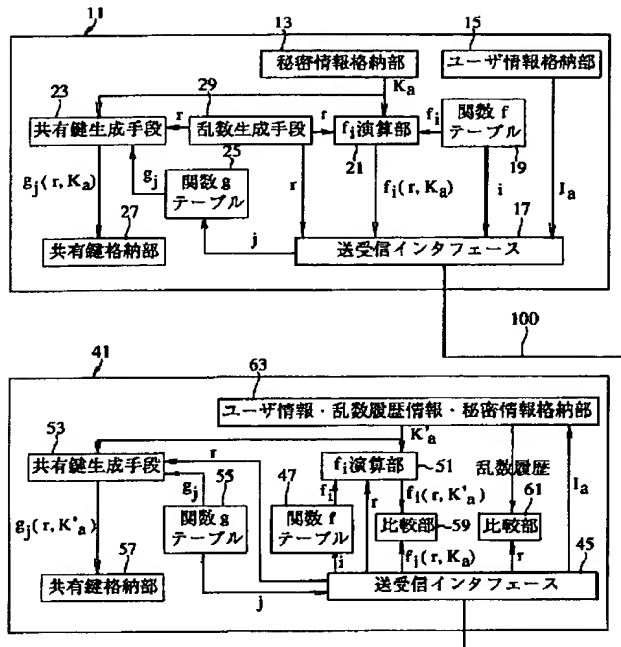 11
13
秘密情報格納部
15
ユーザ情報格納部
Ka
23
共有鍵生成手段
r
29
乱数生成手段
r
fi演算部
21
fi
関数 f
テーブル
19
gj(r, Ka)
gj
25
関数 g
テーブル
r
fi(r, Ka)
i
Ia
27
共有鍵格納部
j
17
送受信インタフェース
100
41
63
ユーザ情報・乱数履歴情報・秘密情報格納部
K'a
53
共有鍵生成手段
r
gj
fi演算部
51
乱数履歴
Ia
gj(r, K'a)
55
関数 g
テーブル
47
関数 f
テーブル
fi
r
fi(r, K'a)
比較部
59
61
比較部
57
共有鍵格納部
j
i
fi(r, Ka)
r
45
送受信インタフェース